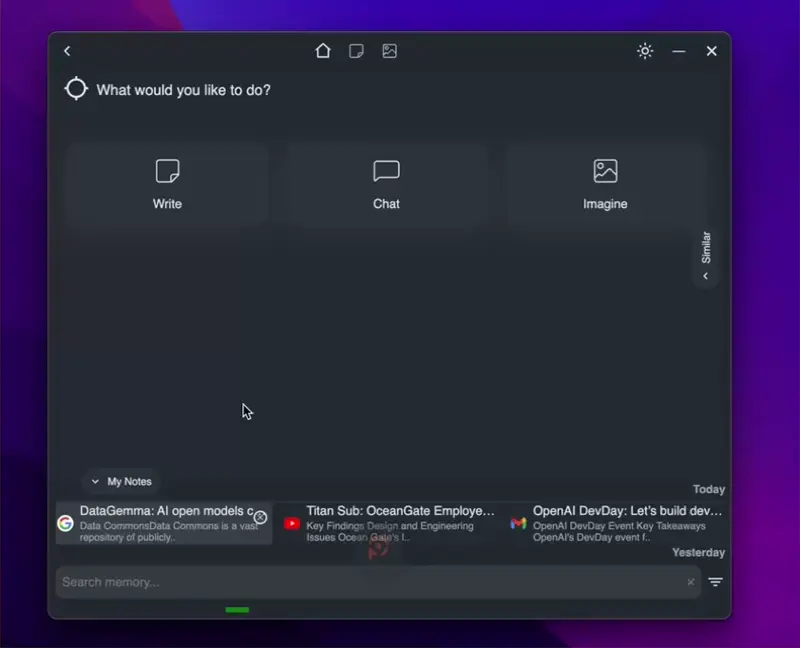 What would you like to do?
Write
Chat
Imagine
Similar
My Notes
Today
DataGemma: AI open models c
Data CommonsData Commons is a vast
repository of publicly..
Titan Sub: OceanGate Employe...
Key Findings Design and Engineering
Issues Ocean Gate's I..
OpenAI DevDay: Let's build dev...
OpenAI DevDay Event Key Takeaways
OpenAI's DevDay event f..
Yesterday
Search memory...